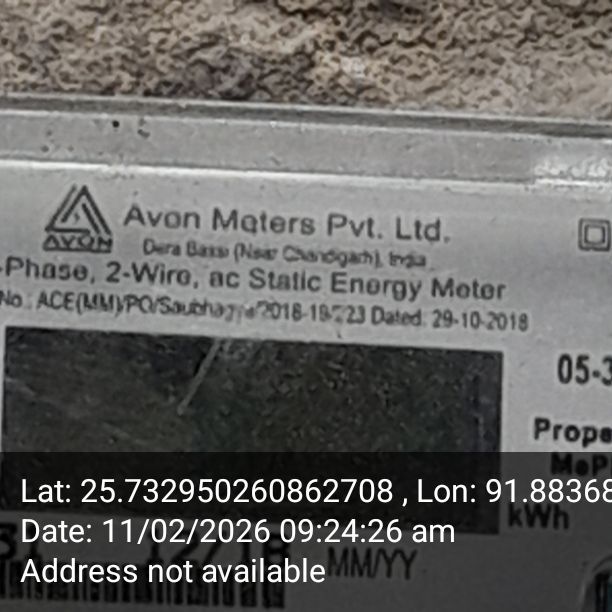 AVON
Avon Meters Pvt. Ltd.
Dera Bassi (Near Chandigarh), India
-Phase, 2-Wire, ac Static Energy Meter
No.: ACE(MM)/PO/Saubhagya/2018-19/ 23 Dated: 29-10-2018
05-3
Prope
MePD
Lat: 25.732950260862708 , Lon: 91.88368
kWh
Date: 11/02/2026 09:24:26 am
MM/YY
Address not available